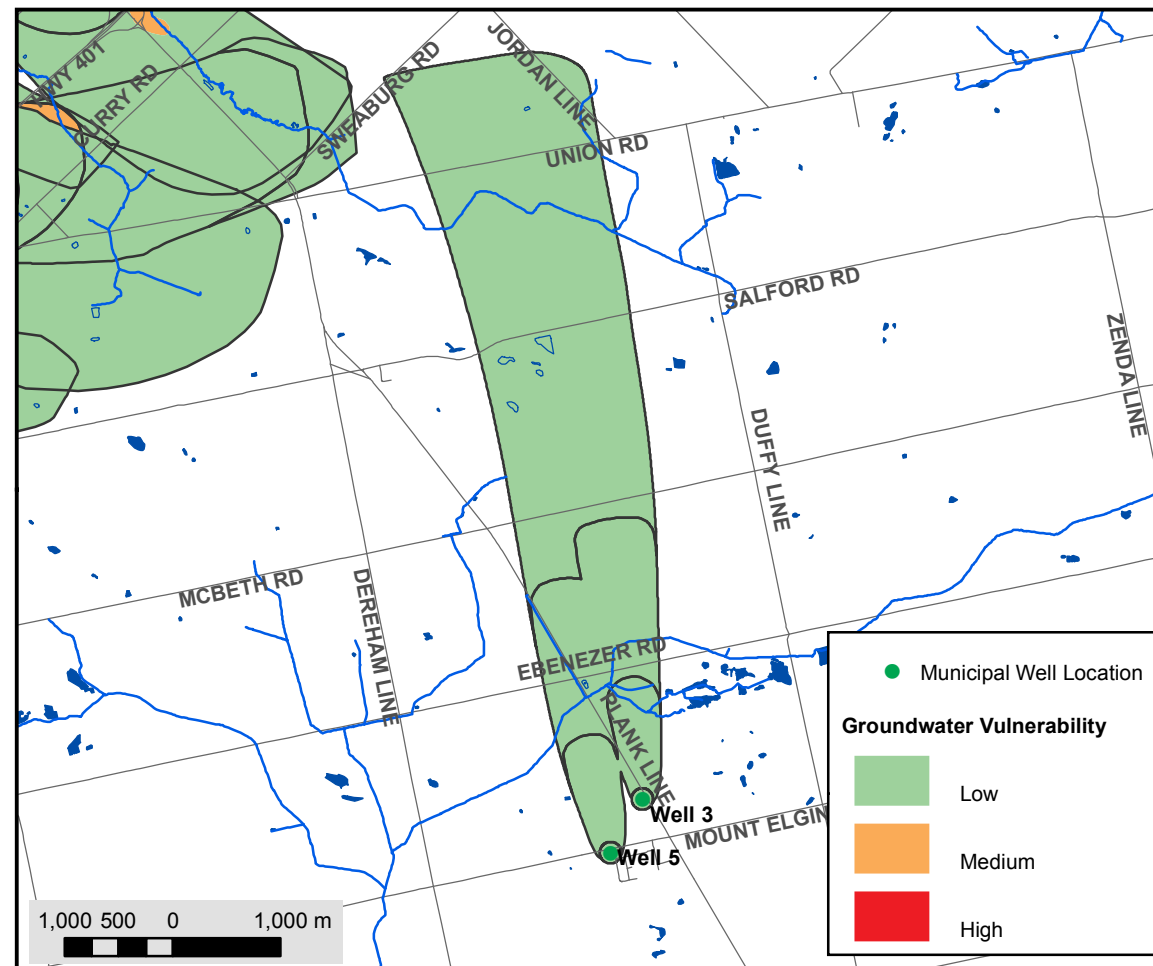 HWY 401
CURRY RD
SWEABURG RD
JORDAN LINE
UNION RD
SALFORD RD
ZENDA LINE
DUFFY LINE
MCBETH RD
DEREHAM LINE
EBENEZER RD
PLANK LINE
Well 3
MOUNT ELGIN
Well 5
Municipal Well Location
Groundwater Vulnerability
Low
Medium
High
1,000 500 0 1,000 m